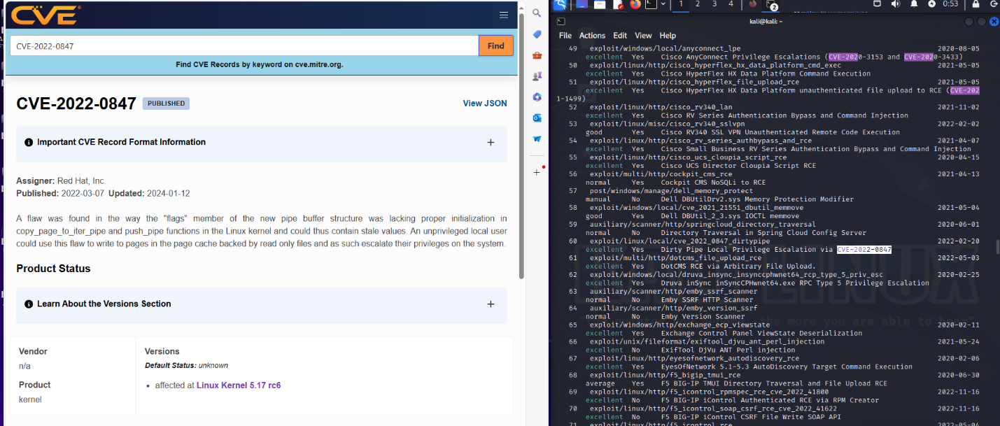 CVE
CVE-2022-0847
Find
Find CVE Records by keyword on cve.mitre.org.
CVE-2022-0847 PUBLISHED
View JSON
Important CVE Record Format Information
+
Assigner: Red Hat, Inc.
Published: 2022-03-07 Updated: 2024-01-12
A flaw was found in the way the "flags" member of the new pipe buffer structure was lacking proper initialization in
copy_page_to_iter_pipe and push_pipe functions in the Linux kernel and could thus contain stale values. An unprivileged local user
could use this flaw to write to pages in the page cache backed by read only files and as such escalate their privileges on the system.
Product Status
Learn About the Versions Section
+
Vendor
n/a
Product
kernel
Versions
Default Status: unknown
• affected at Linux Kernel 5.17 rc6
1 2 3 4
2
0:53
kali@kali: ~
File Actions Edit View Help
49 exploit/windows/local/anyconnect_lpe 2020-08-05
excellent Yes Cisco AnyConnect Privilege Escalations (CVE-2020-3153 and CVE-2020-3433)
50 exploit/linux/http/cisco_hyperflex_hx_data_platform_cmd_exec 2021-05-05
excellent Yes Cisco HyperFlex HX Data Platform Command Execution
51 exploit/linux/http/cisco_hyperflex_file_upload_rce 2021-05-05
excellent Yes Cisco HyperFlex HX Data Platform unauthenticated file upload to RCE (CVE-202
1-1499)
52 exploit/linux/http/cisco_rv340_lan 2021-11-02
excellent Yes Cisco RV Series Authentication Bypass and Command Injection
53 exploit/linux/misc/cisco_rv340_sslvpn 2022-02-02
good Yes Cisco RV340 SSL VPN Unauthenticated Remote Code Execution
54 exploit/linux/http/cisco_rv_series_authbypass_and_rce 2021-04-07
excellent Yes Cisco Small Business RV Series Authentication Bypass and Command Injection
55 exploit/linux/http/cisco_ucs_cloupia_script_rce 2020-04-15
excellent Yes Cisco UCS Director Cloupia Script RCE
56 exploit/multi/http/cockpit_cms_rce 2021-04-13
normal Yes Cockpit CMS NoSQLi to RCE
57 post/windows/manage/dell_memory_protect
manual No Dell DBUtilDrv2.sys Memory Protection Modifier
58 exploit/windows/local/cve_2021_21551_dbutil_memmove 2021-05-04
good Yes Dell DBUtil_2_3.sys IOCTL memmove
59 auxiliary/scanner/http/springcloud_directory_traversal 2020-06-01
normal No Directory Traversal in Spring Cloud Config Server
60 exploit/linux/local/cve_2022_0847_dirtypipe 2022-02-20
excellent Yes Dirty Pipe Local Privilege Escalation via CVE-2022-0847
61 exploit/multi/http/dotcms_file_upload_rce 2022-05-03
excellent Yes DotCMS RCE via Arbitrary File Upload.
62 exploit/windows/local/druva_insync_insynccphwnet64_rcp_type_5_priv_esc 2020-02-25
excellent Yes Druva inSync inSyncCPHwnet64.exe RPC Type 5 Privilege Escalation
63 auxiliary/scanner/http/emby_ssrf_scanner
normal No Emby SSRF HTTP Scanner
64 auxiliary/scanner/http/emby_version_ssrf
normal No Emby Version Scanner
65 exploit/windows/http/exchange_ecp_viewstate 2020-02-11
excellent Yes Exchange Control Panel ViewState Deserialization
66 exploit/unix/fileformat/exiftool_djvu_ant_perl_injection 2021-05-24
excellent No ExifTool DjVu ANT Perl injection
67 exploit/linux/http/eyesofnetwork_autodiscovery_rce 2020-02-06
excellent Yes EyesOfNetwork 5.1-5.3 AutoDiscovery Target Command Execution
68 exploit/linux/http/f5_bigip_tmui_rce 2020-06-30
average Yes F5 BIG-IP TMUI Directory Traversal and File Upload RCE
69 exploit/linux/http/f5_icontrol_rpmspec_rce_cve_2022_41800 2022-11-16
excellent No F5 BIG-IP iControl Authenticated RCE via RPM Creator
70 exploit/linux/http/f5_icontrol_soap_csrf_rce_cve_2022_41622 2022-11-16
excellent No F5 BIG-IP iControl CSRF File Write SOAP API
71 exploit/linux/http/f5_icontrol_rce 2022-05-04